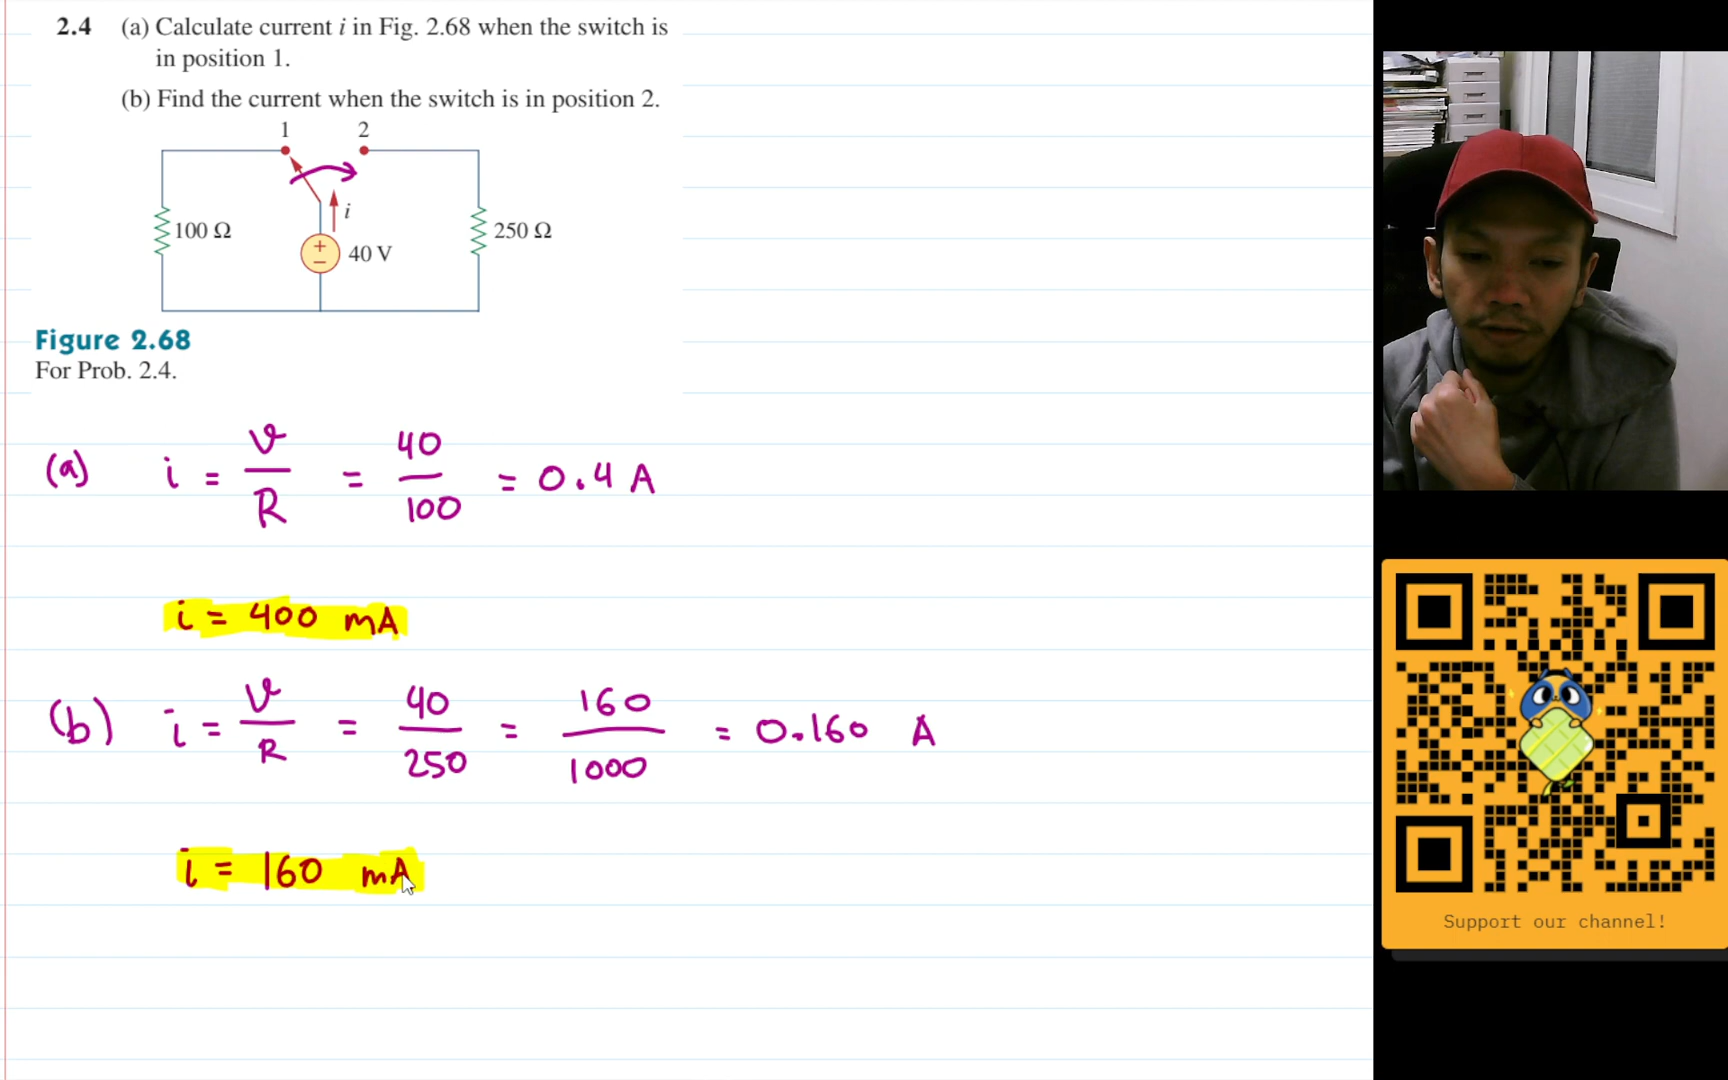 2.4 (a) Calculate current i in Fig. 2.68 when the switch is
in position 1.
(b) Find the current when the switch is in position 2.
1 2
i
100 Ω
+
−
40 V
250 Ω
Figure 2.68
For Prob. 2.4.
(a) i = v/R = 40/100 = 0.4 A
i = 400 mA
(b) i = v/R = 40/250 = 160/1000 = 0.160 A
i = 160 mA
Support our channel!